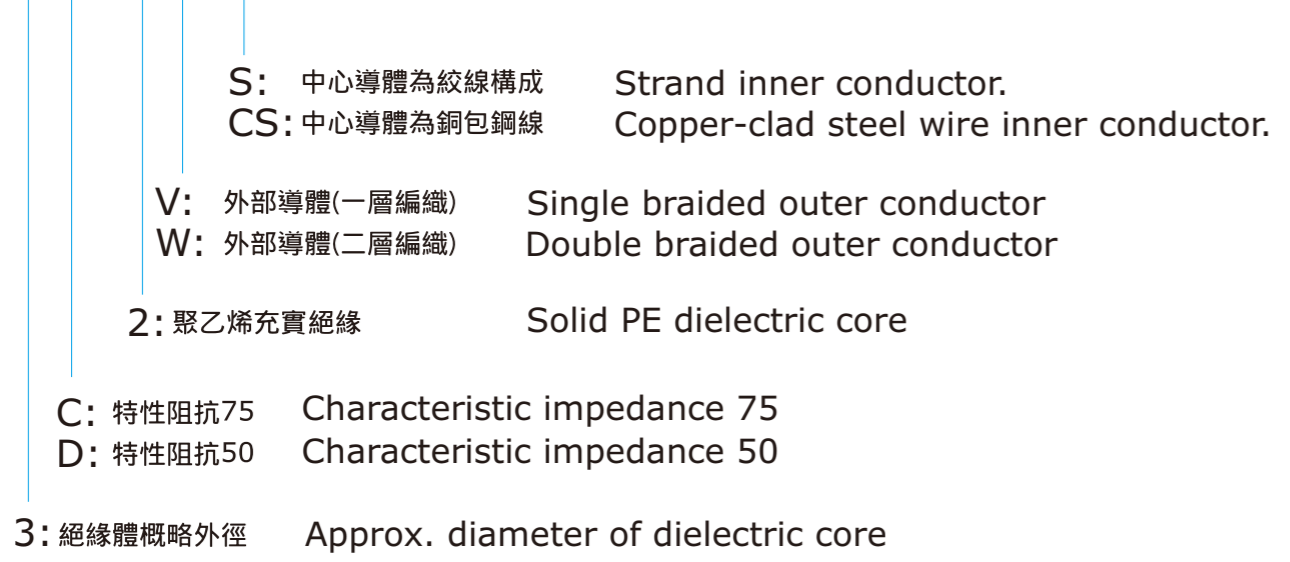 S: 中心導體為絞線構成 Strand inner conductor.
CS: 中心導體為銅包鋼線 Copper-clad steel wire inner conductor.
V: 外部導體(一層編織) Single braided outer conductor
W: 外部導體(二層編織) Double braided outer conductor
2: 聚乙烯充實絕緣 Solid PE dielectric core
C: 特性阻抗75 Characteristic impedance 75
D: 特性阻抗50 Characteristic impedance 50
3: 絕緣體概略外徑 Approx. diameter of dielectric core